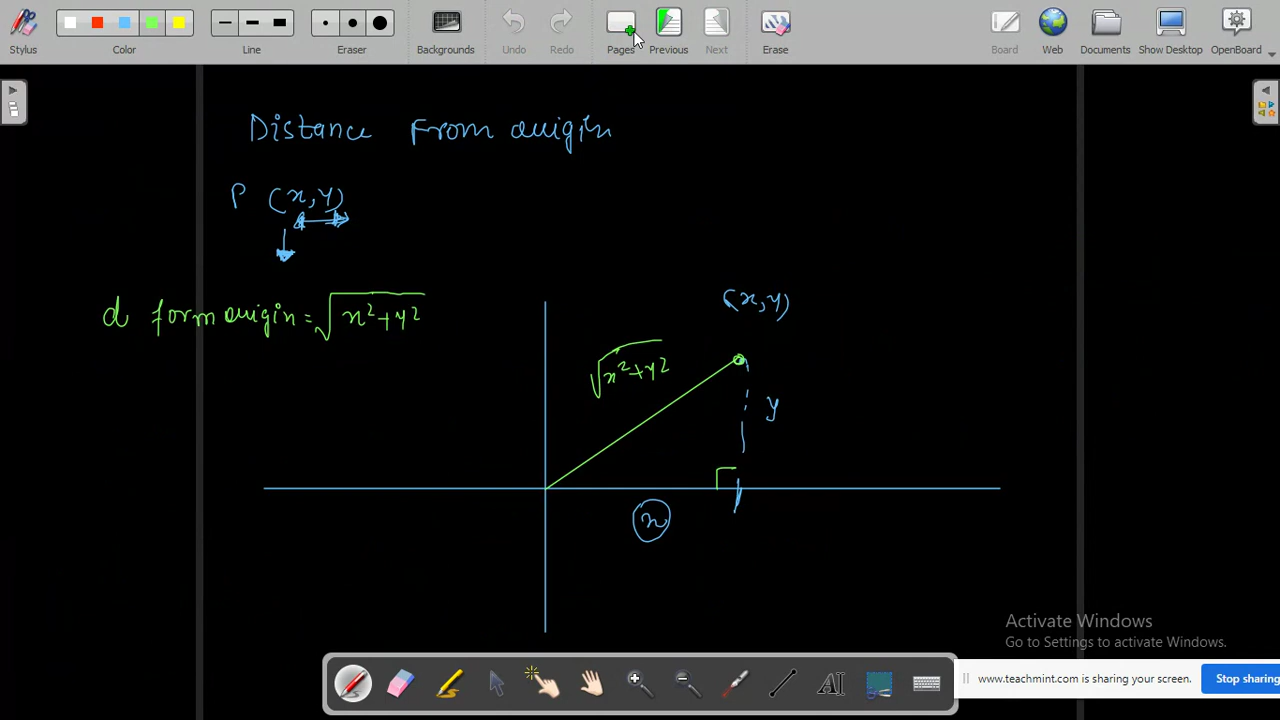 Stylus Color Line Eraser Backgrounds Undo Redo Pages Previous Next Erase Board Web Documents Show Desktop OpenBoard
Distance From origin
P (x,y)
d form origin = √x²+y²
(x,y)
√x²+y²
y
x
Activate Windows
Go to Settings to activate Windows.
www.teachmint.com is sharing your screen.
Stop sharing